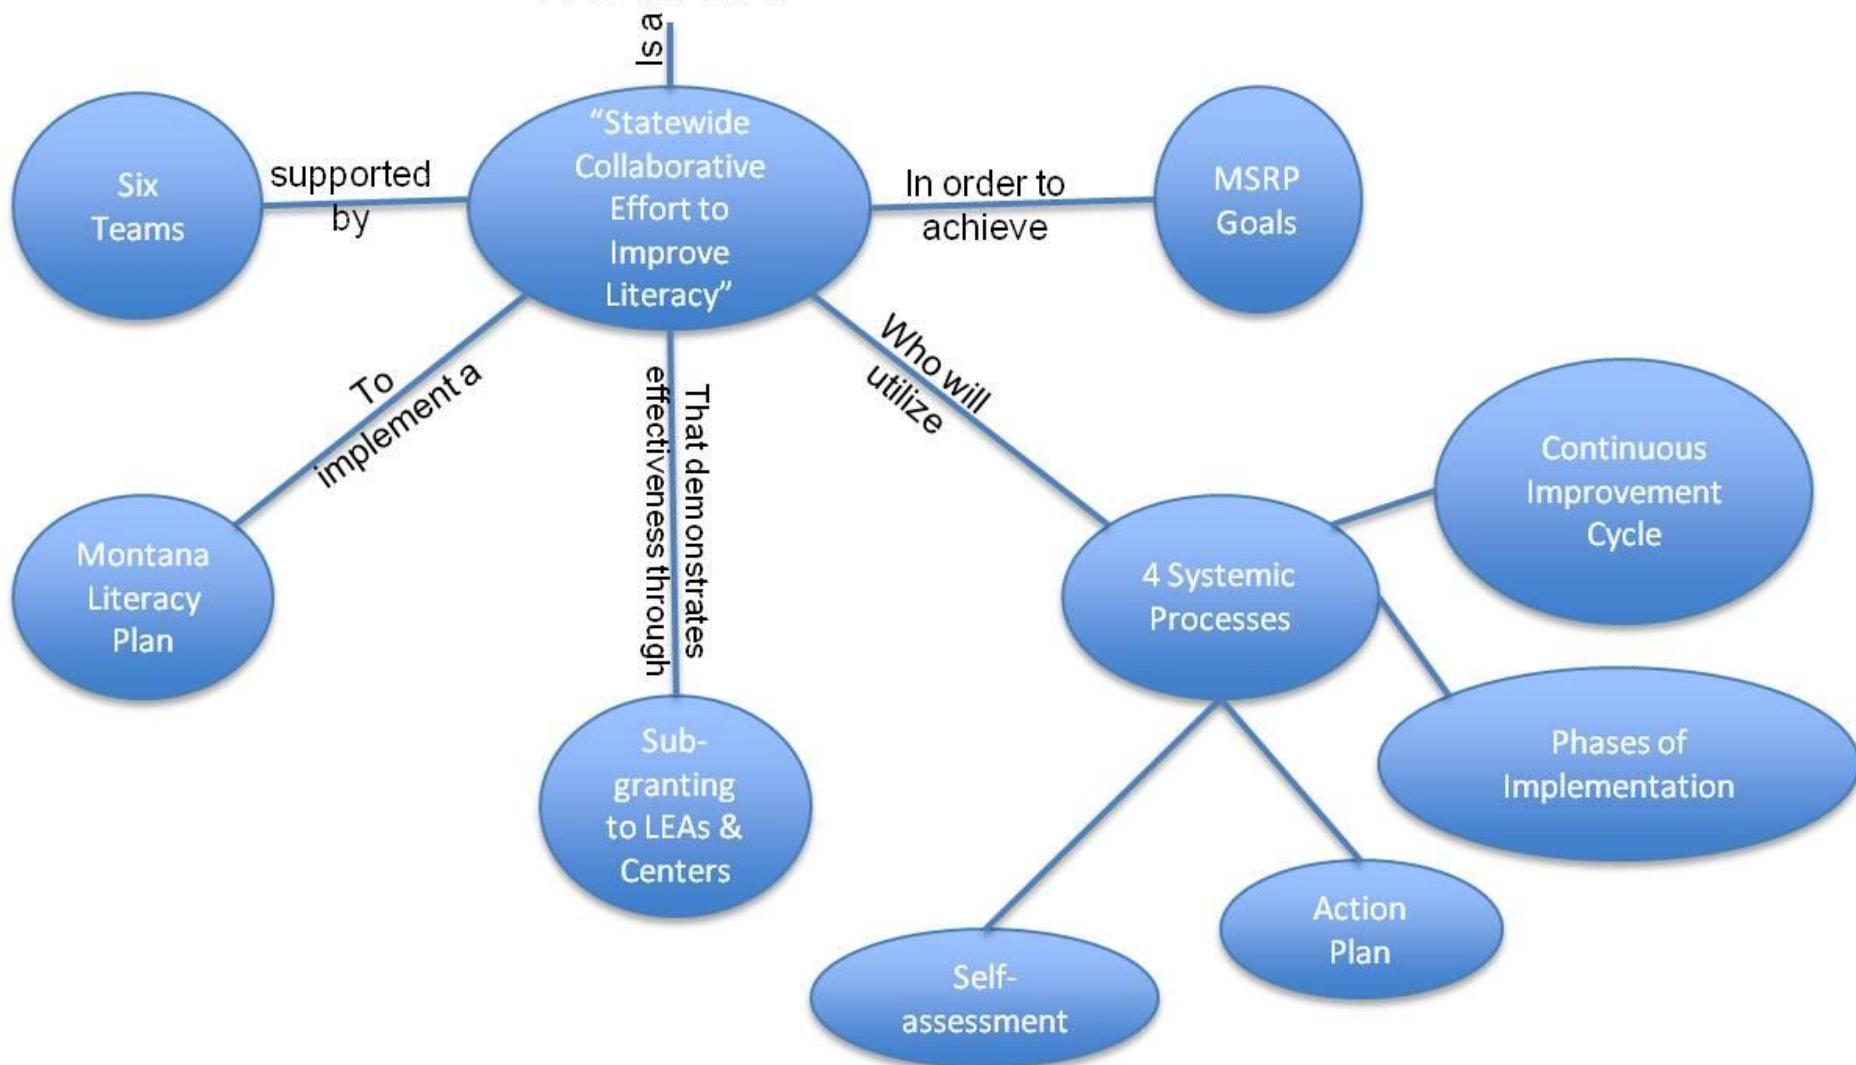 Is a
“Statewide
Collaborative
Effort to
Improve
Literacy”
Six
Teams
supported
by
In order to
achieve
MSRP
Goals
To
implement a
Montana
Literacy
Plan
That demonstrates
effectiveness through
Sub-
granting
to LEAs &
Centers
Who will
utilize
4 Systemic
Processes
Continuous
Improvement
Cycle
Phases of
Implementation
Action
Plan
Self-
assessment